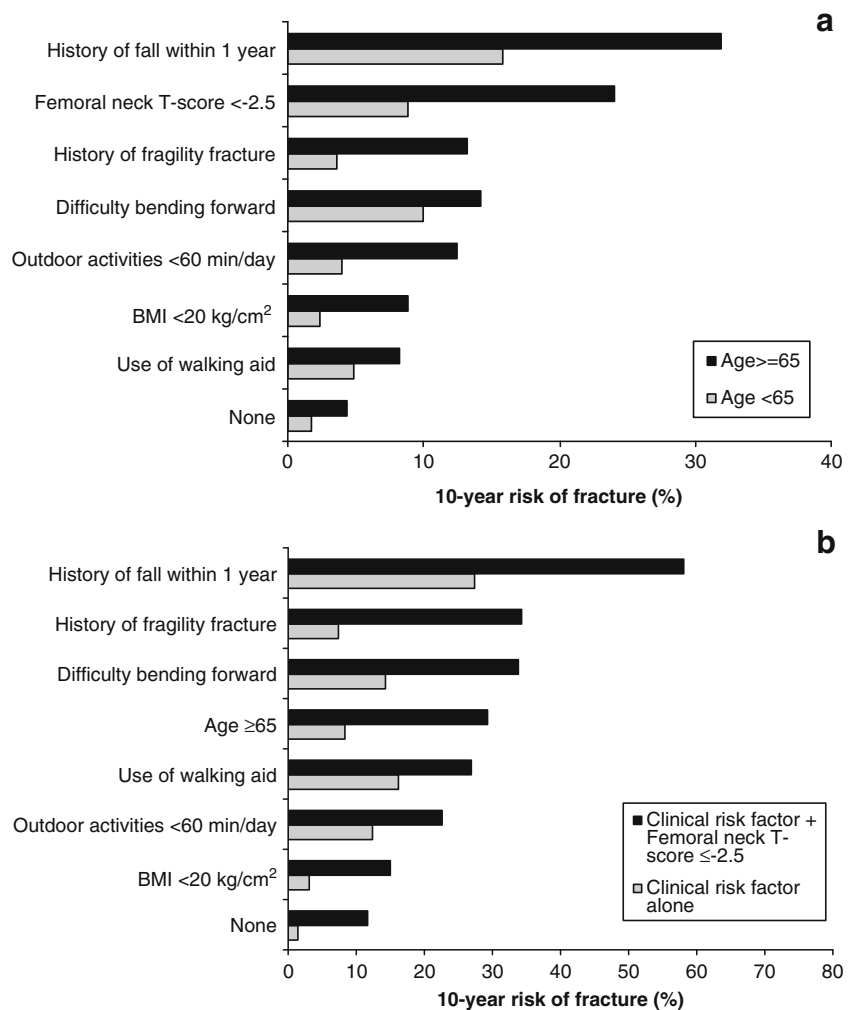 a
History of fall within 1 year
Femoral neck T-score <-2.5
History of fragility fracture
Difficulty bending forward
Outdoor activities <60 min/day
BMI <20 kg/cm²
Use of walking aid
None
Age>=65
Age <65
0 10 20 30 40
10-year risk of fracture (%)
b
History of fall within 1 year
History of fragility fracture
Difficulty bending forward
Age ≥65
Use of walking aid
Outdoor activities <60 min/day
BMI <20 kg/cm²
None
Clinical risk factor +
Femoral neck T-
score ≤-2.5
Clinical risk factor
alone
0 10 20 30 40 50 60 70 80
10-year risk of fracture (%)